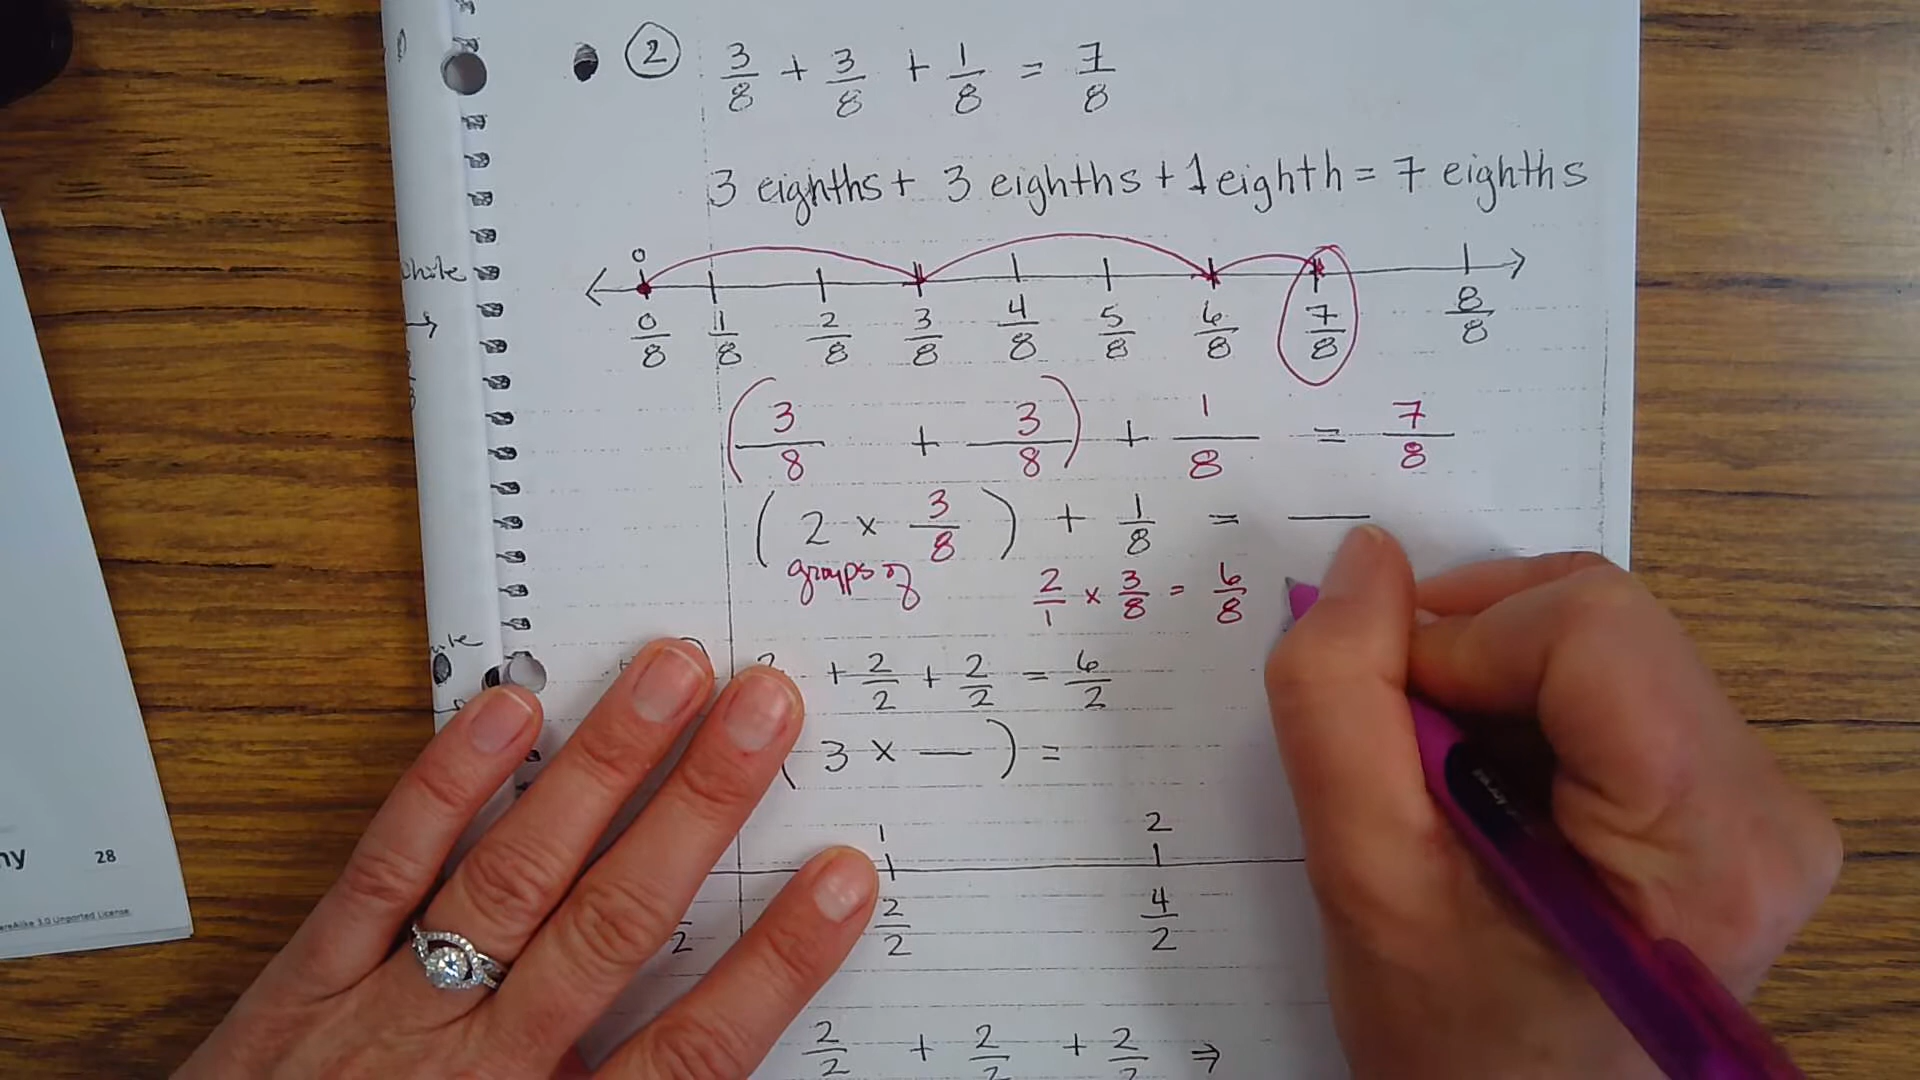 ② 3/8 + 3/8 + 1/8 = 7/8
3 eighths + 3 eighths + 1 eighth = 7 eighths
0
0/8 1/8 2/8 3/8 4/8 5/8 6/8 7/8 8/8
(3/8 + 3/8) + 1/8 = 7/8
(2 × 3/8) + 1/8 = __
groups of
2/1 × 3/8 = 6/8
+ 2/2 + 2/2 = 6/2
( 3 × __ ) =
1 2
2 2/2 4/2
2/2 + 2/2 + 2/2 ⇒
28